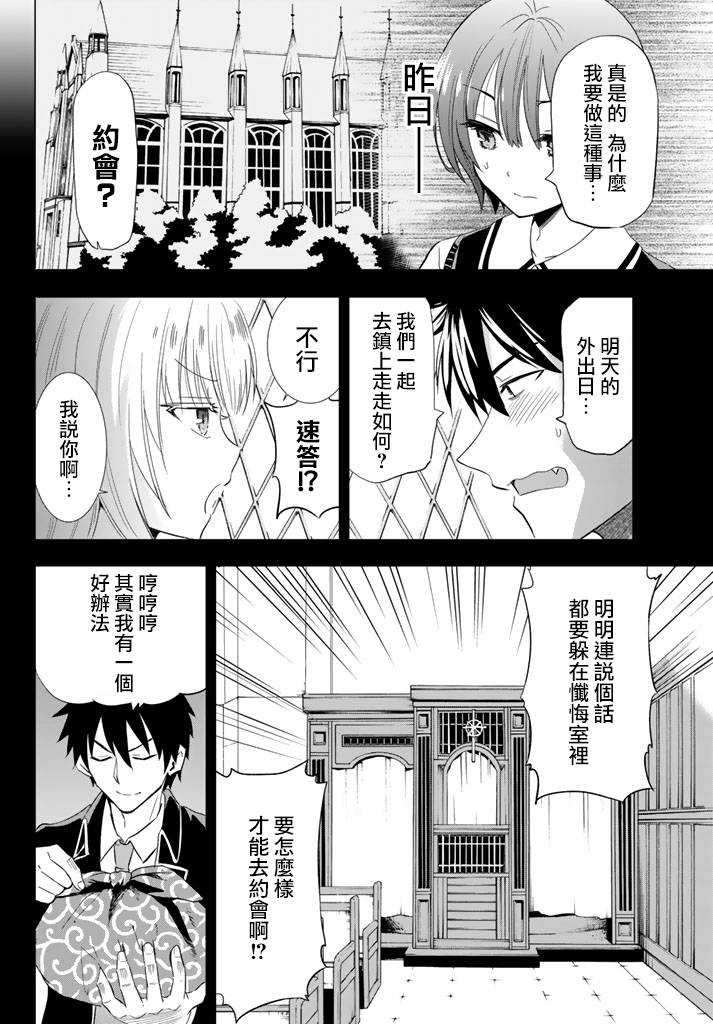 真是的 為什麼
我要做這種事…
昨日—
約會？
明天的
外出日…
我們一起
去鎮上走走如何？
不行
速答!?
我説你啊…
明明連説個話
都要躲在懺悔室裡
要怎麼樣
才能去約會啊!?
哼哼哼
其實我有一個
好辦法